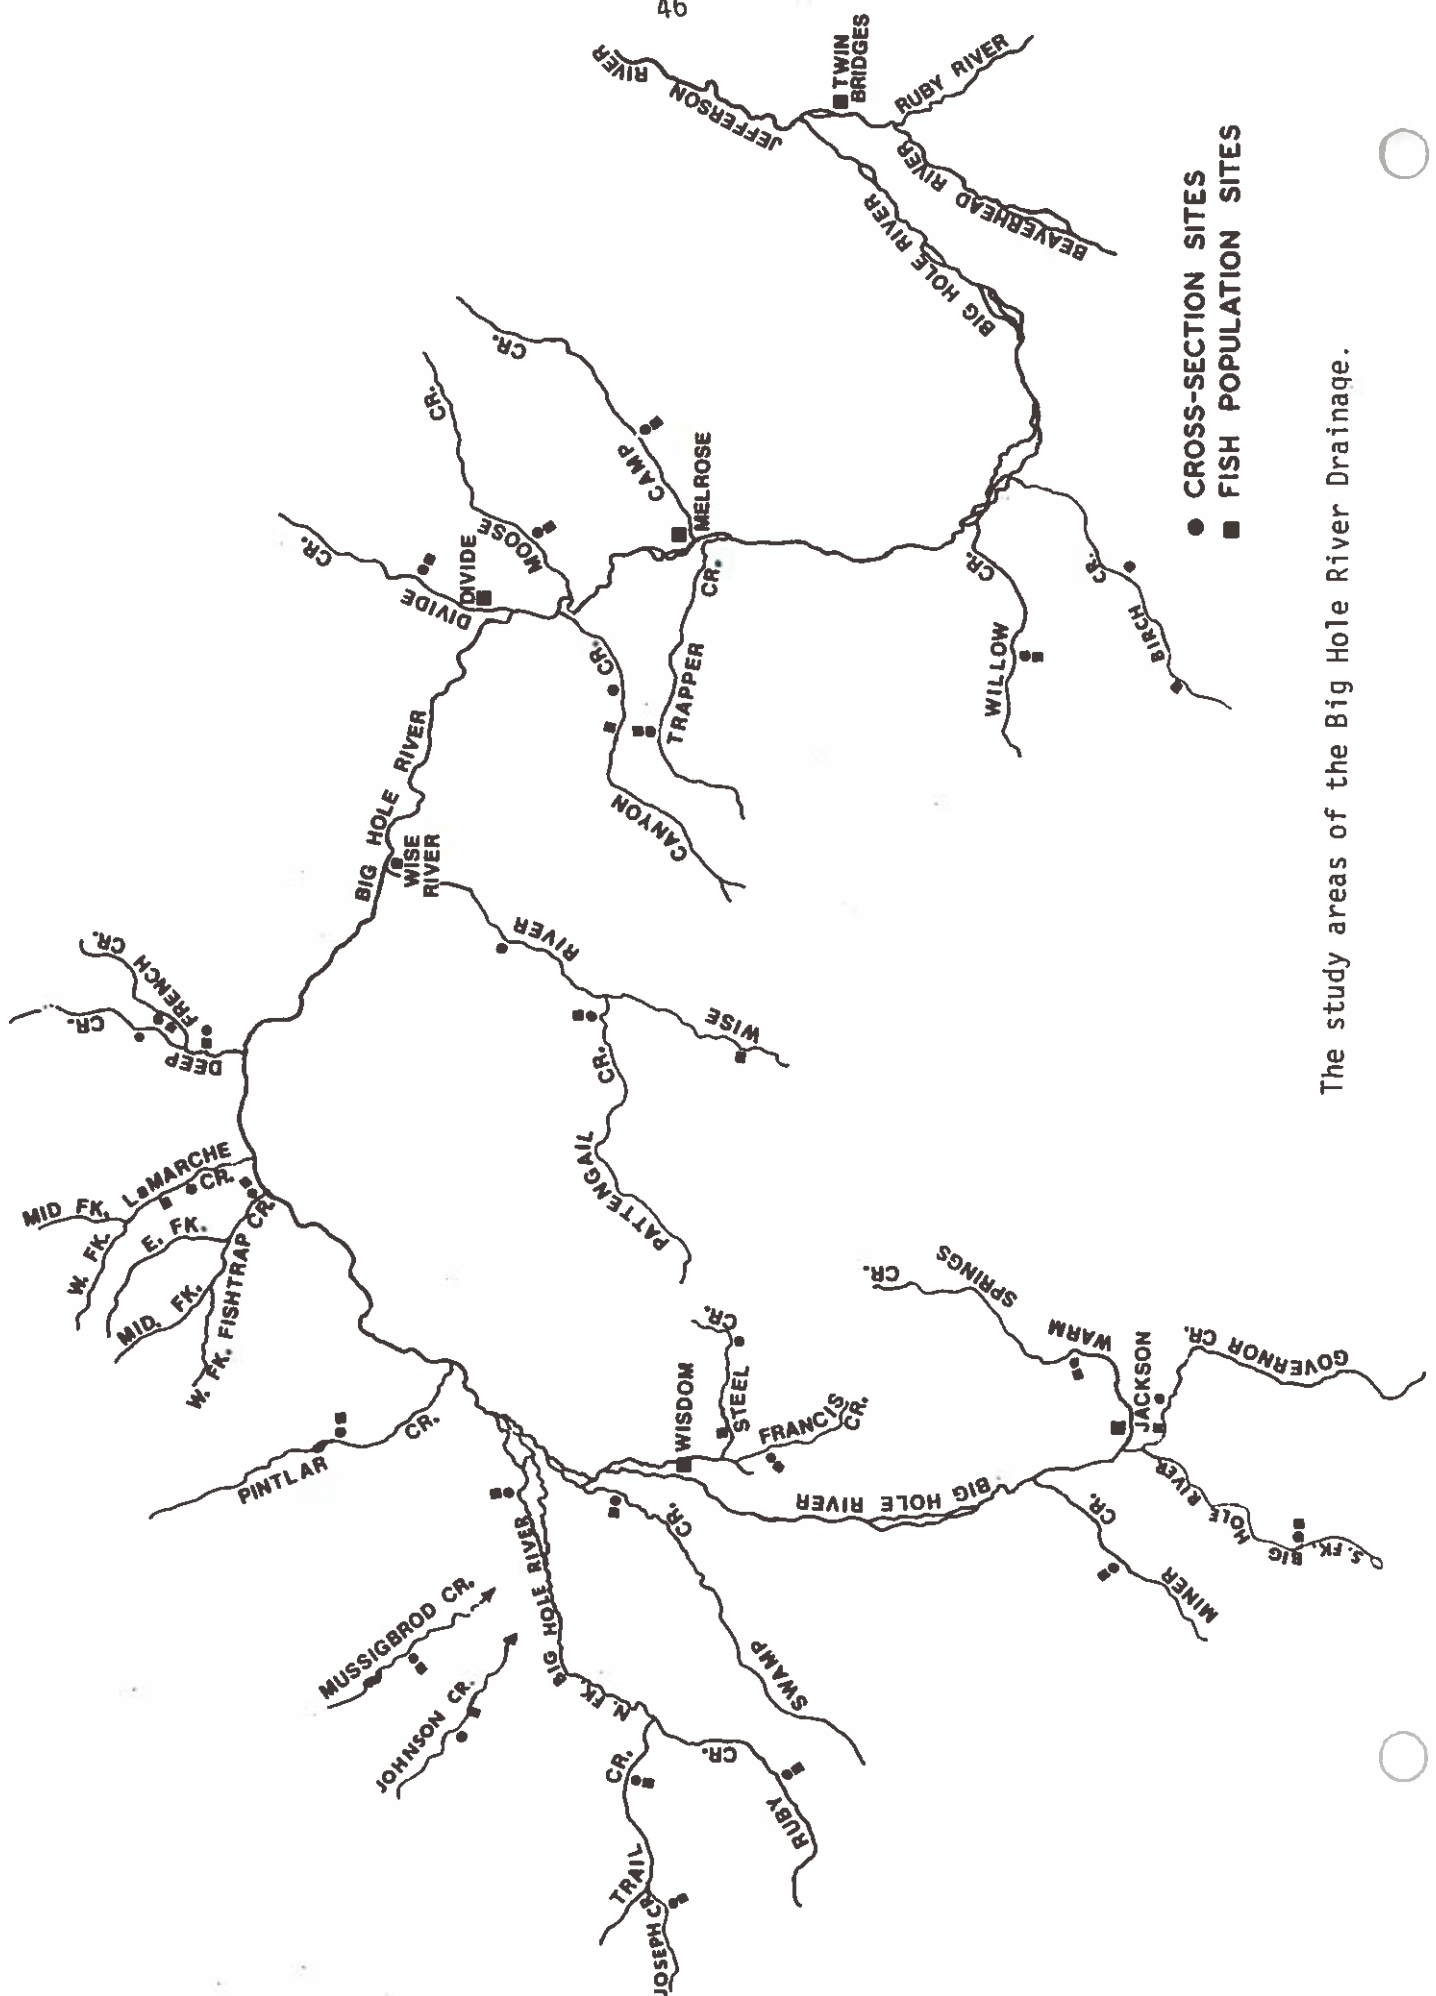 46
RIVER
JEFFERSON
TWIN
BRIDGES
RUBY RIVER
BEAVERHEAD RIVER
BIG HOLE RIVER
CR.
CAMP
CR.
MOOSE
MELROSE
CR.
DIVIDE
DIVIDE
CR.
CANYON
CR.
TRAPPER
CR.
WILLOW
CR.
BIRCH
BIG HOLE RIVER
WISE
RIVER
RIVER
WISE
CR.
PATTENGAIL
FRENCH CR.
CR.
DEEP
MID FK. LaMARCHE
CR.
W. FK.
E. FK.
MID. FK.
W. FK. FISHTRAP CR.
PINTLAR
CR.
CR.
STEEL
WISDOM
FRANCIS
CR.
CR.
SPRINGS
WARM
JACKSON
GOVERNOR CR.
BIG HOLE RIVER
S. FK. BIG HOLE RIVER
CR.
MINER
CR.
SWAMP
BIG HOLE RIVER
N. FK.
MUSSIGBROD CR.
JOHNSON CR.
CR.
TRAIL
JOSEPH CR
CR.
RUBY
● CROSS-SECTION SITES
■ FISH POPULATION SITES
The study areas of the Big Hole River Drainage.